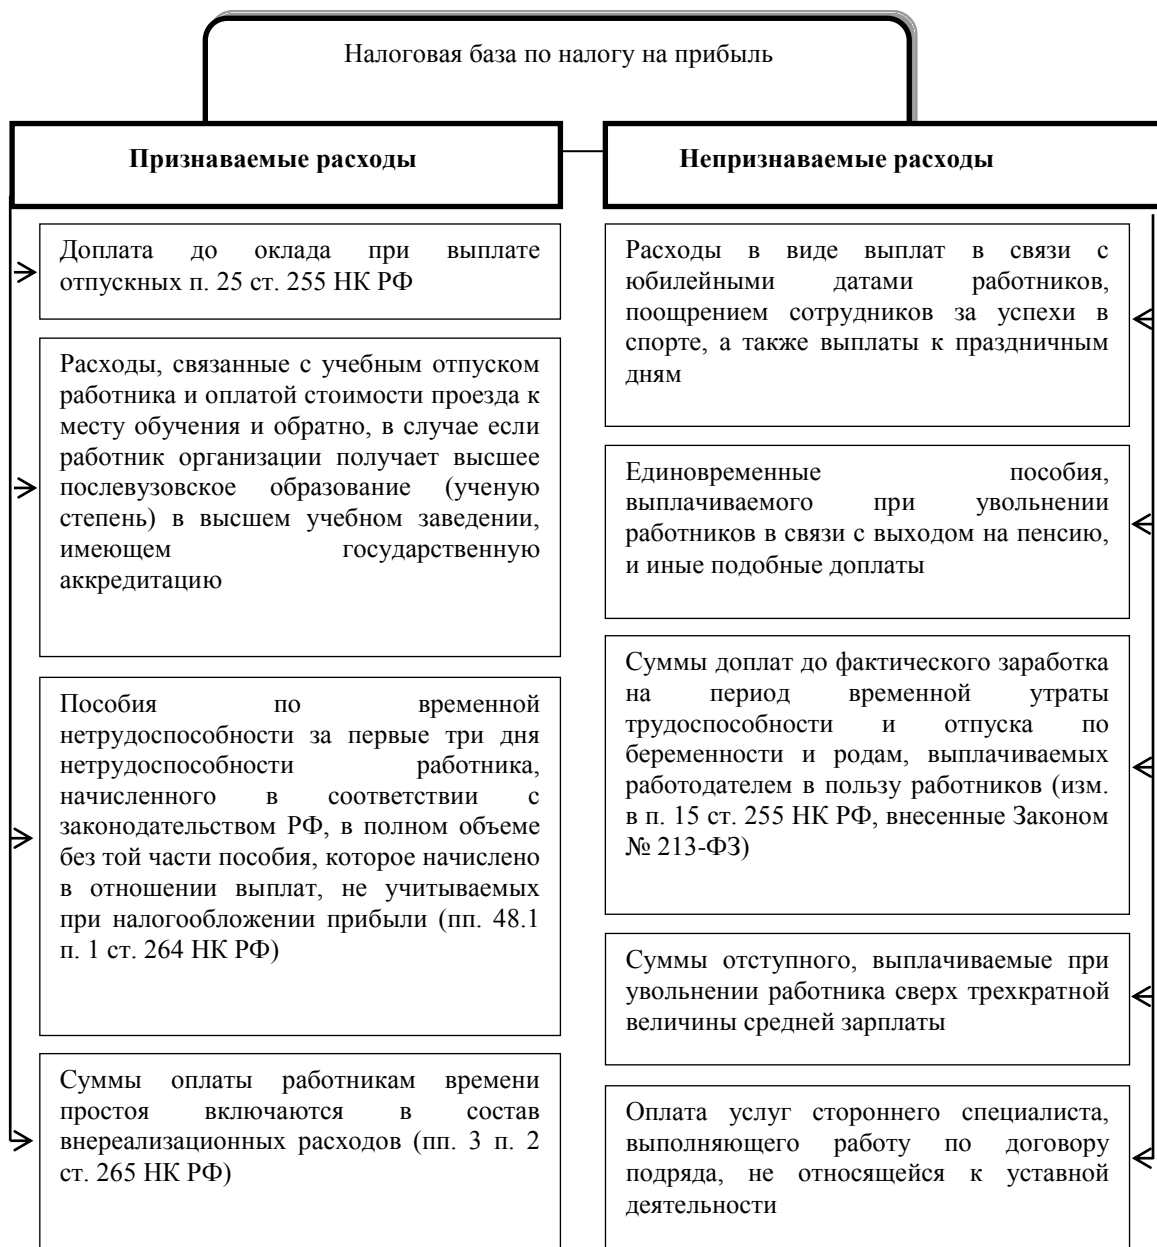 Налоговая база по налогу на прибыль
Признаваемые расходы
Доплата до оклада при выплате
отпускных п. 25 ст. 255 НК РФ
Расходы, связанные с учебным отпуском
работника и оплатой стоимости проезда к
месту обучения и обратно, в случае если
работник организации получает высшее
послевузовское образование (ученую
степень) в высшем учебном заведении,
имеющем государственную
аккредитацию
Пособия по временной
нетрудоспособности за первые три дня
нетрудоспособности работника,
начисленного в соответствии с
законодательством РФ, в полном объеме
без той части пособия, которое начислено
в отношении выплат, не учитываемых
при налогообложении прибыли (пп. 48.1
п. 1 ст. 264 НК РФ)
Суммы оплаты работникам времени
простоя включаются в состав
внереализационных расходов (пп. 3 п. 2
ст. 265 НК РФ)
Непризнаваемые расходы
Расходы в виде выплат в связи с
юбилейными датами работников,
поощрением сотрудников за успехи в
спорте, а также выплаты к праздничным
дням
Единовременные пособия,
выплачиваемого при увольнении
работников в связи с выходом на пенсию,
и иные подобные доплаты
Суммы доплат до фактического заработка
на период временной утраты
трудоспособности и отпуска по
беременности и родам, выплачиваемых
работодателем в пользу работников (изм.
в п. 15 ст. 255 НК РФ, внесенные Законом
№ 213-ФЗ)
Суммы отступного, выплачиваемые при
увольнении работника сверх трехкратной
величины средней зарплаты
Оплата услуг стороннего специалиста,
выполняющего работу по договору
подряда, не относящейся к уставной
деятельности